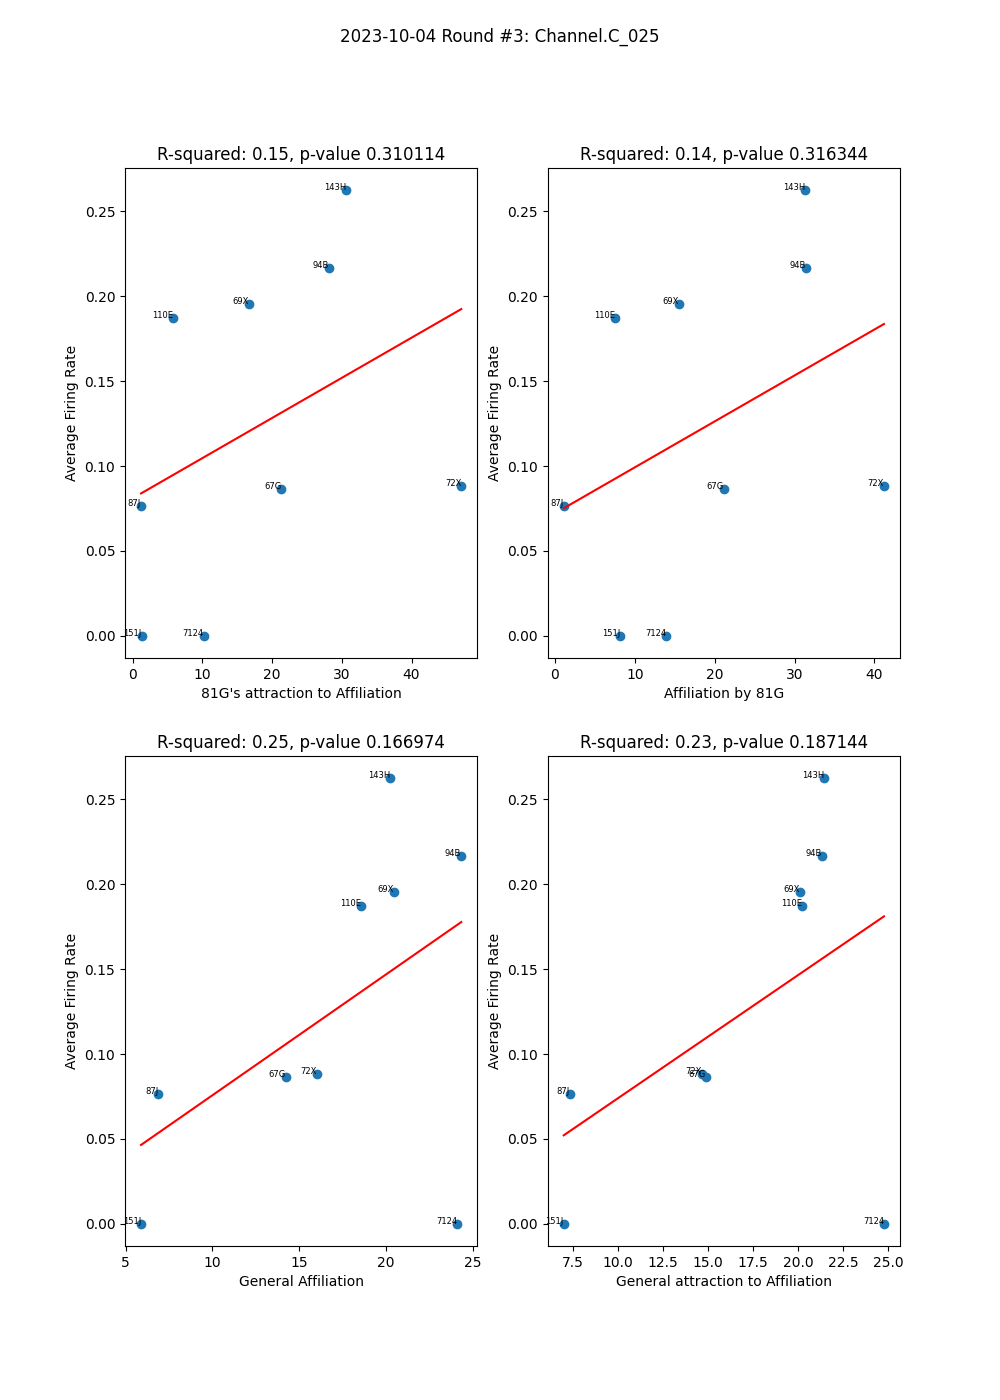 2023-10-04 Round #3: Channel.C_025
R-squared: 0.15, p-value 0.310114
Average Firing Rate
0.25
0.20
0.15
0.10
0.05
0.00
143H
94B
69X
110E
67G
72X
87J
151J
7124
0 10 20 30 40
81G's attraction to Affiliation
R-squared: 0.14, p-value 0.316344
Average Firing Rate
0.25
0.20
0.15
0.10
0.05
0.00
143H
94B
69X
110E
67G
72X
87J
151J
7124
0 10 20 30 40
Affiliation by 81G
R-squared: 0.25, p-value 0.166974
Average Firing Rate
0.25
0.20
0.15
0.10
0.05
0.00
143H
94B
69X
110E
67G
72X
87J
151J
7124
5 10 15 20 25
General Affiliation
R-squared: 0.23, p-value 0.187144
Average Firing Rate
0.25
0.20
0.15
0.10
0.05
0.00
143H
94B
69X
110E
72X
67G
87J
151J
7124
7.5 10.0 12.5 15.0 17.5 20.0 22.5 25.0
General attraction to Affiliation